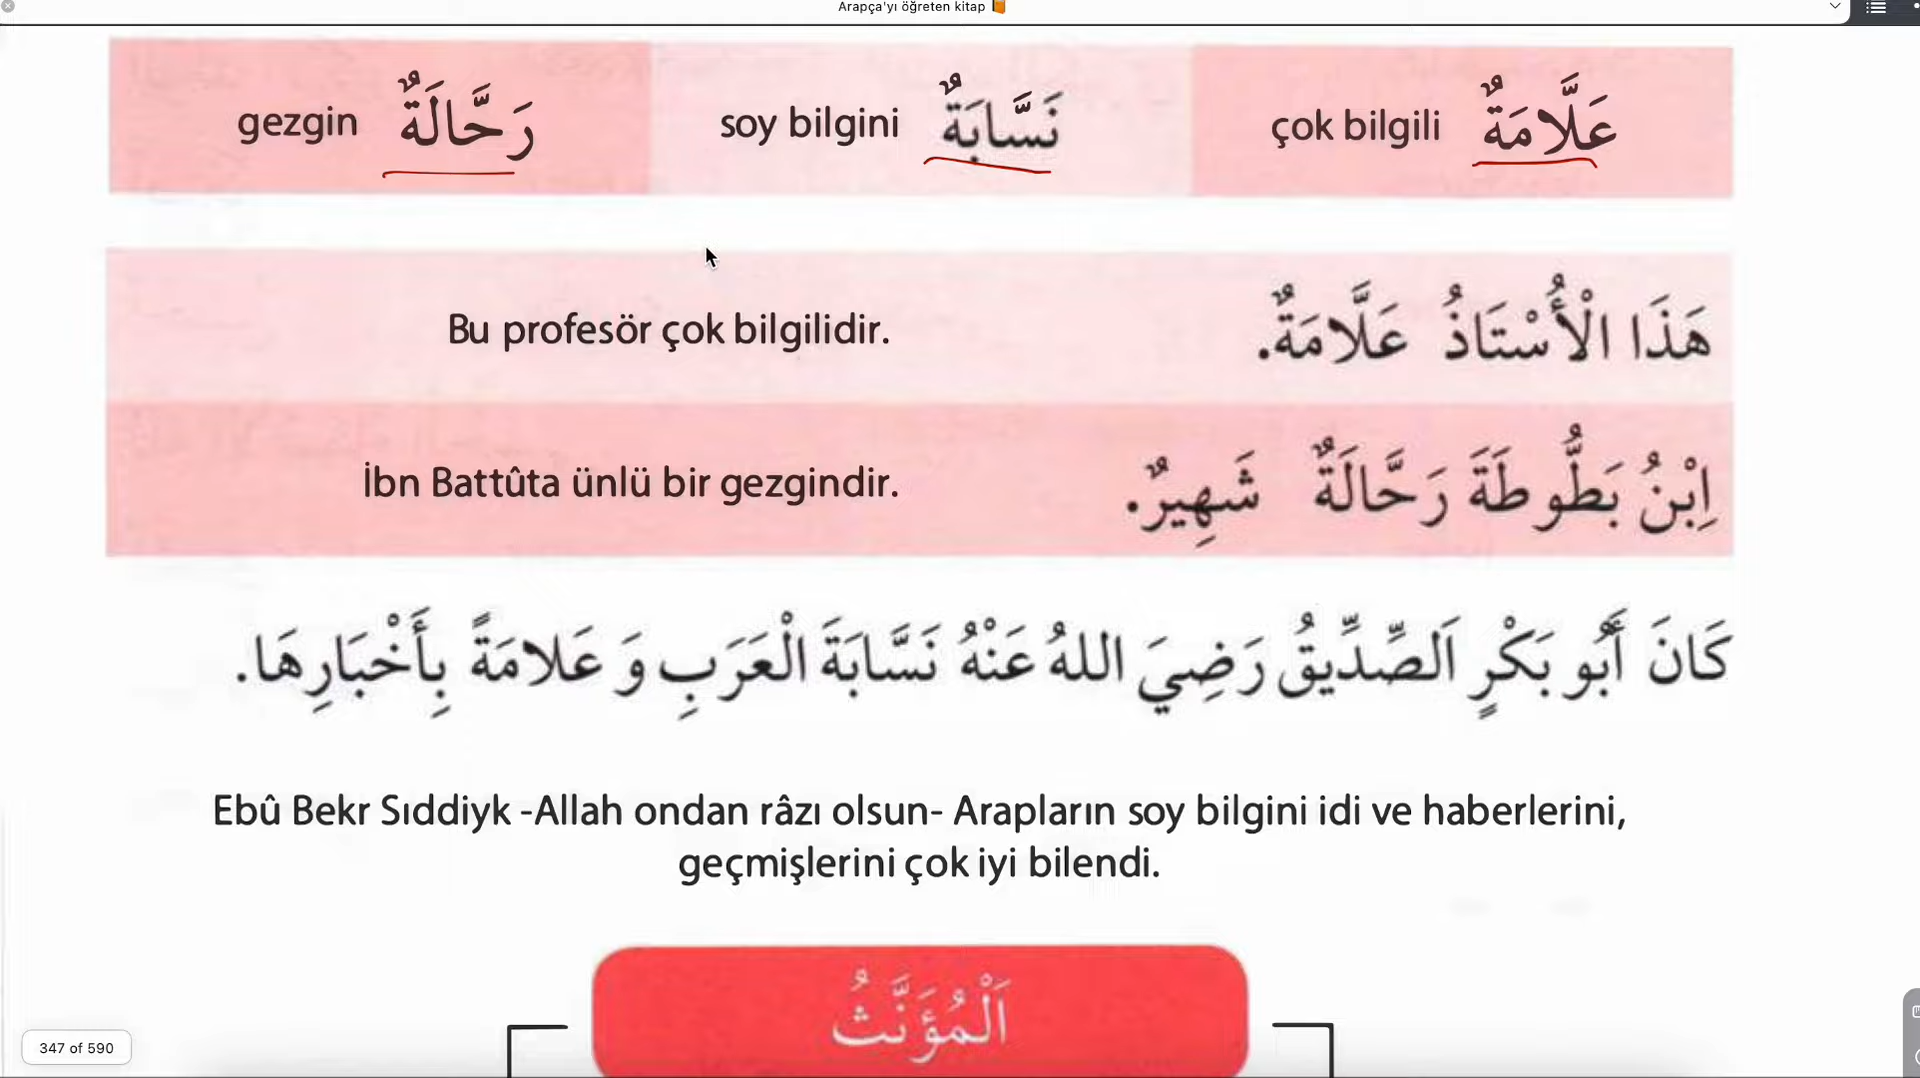 Arapça'yı öğreten kitap
عَلَّامَةٌ çok bilgili نَسَّابَةٌ soy bilgini رَحَّالَةٌ gezgin
هَذَا الْأُسْتَاذُ عَلَّامَةٌ. Bu profesör çok bilgilidir.
اِبْنُ بَطُّوطَةَ رَحَّالَةٌ شَهِيرٌ. İbn Battûta ünlü bir gezgindir.
كَانَ أَبُو بَكْرٍ اَلصِّدِّيقُ رَضِيَ اللهُ عَنْهُ نَسَّابَةَ الْعَرَبِ وَ عَلامَةً بِأَخْبَارِهَا.
Ebû Bekr Sıddiyk -Allah ondan râzı olsun- Arapların soy bilgini idi ve haberlerini,
geçmişlerini çok iyi bilendi.
اَلْمُؤَنَّثُ
347 of 590